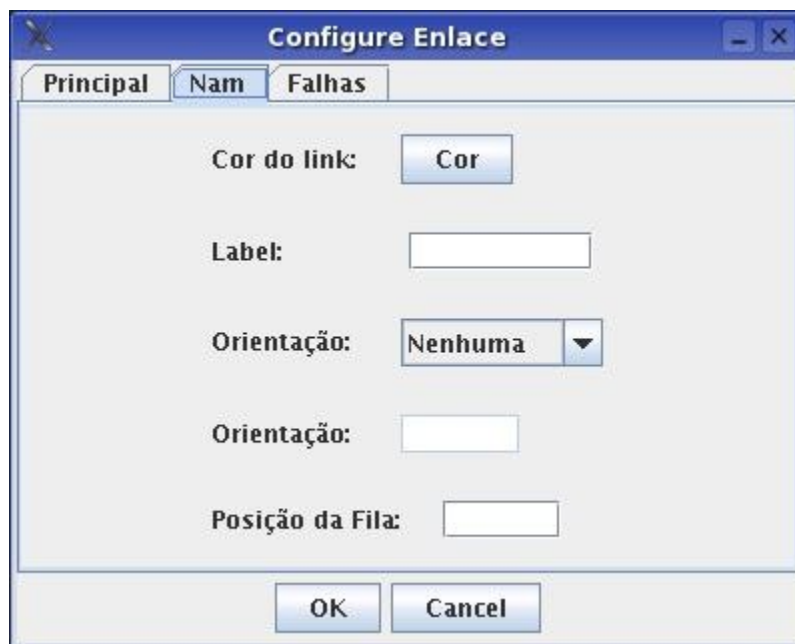 Configure Enlace
Principal Nam Falhas
Cor do link: Cor
Label:
Orientação: Nenhuma
Orientação:
Posição da Fila:
OK Cancel